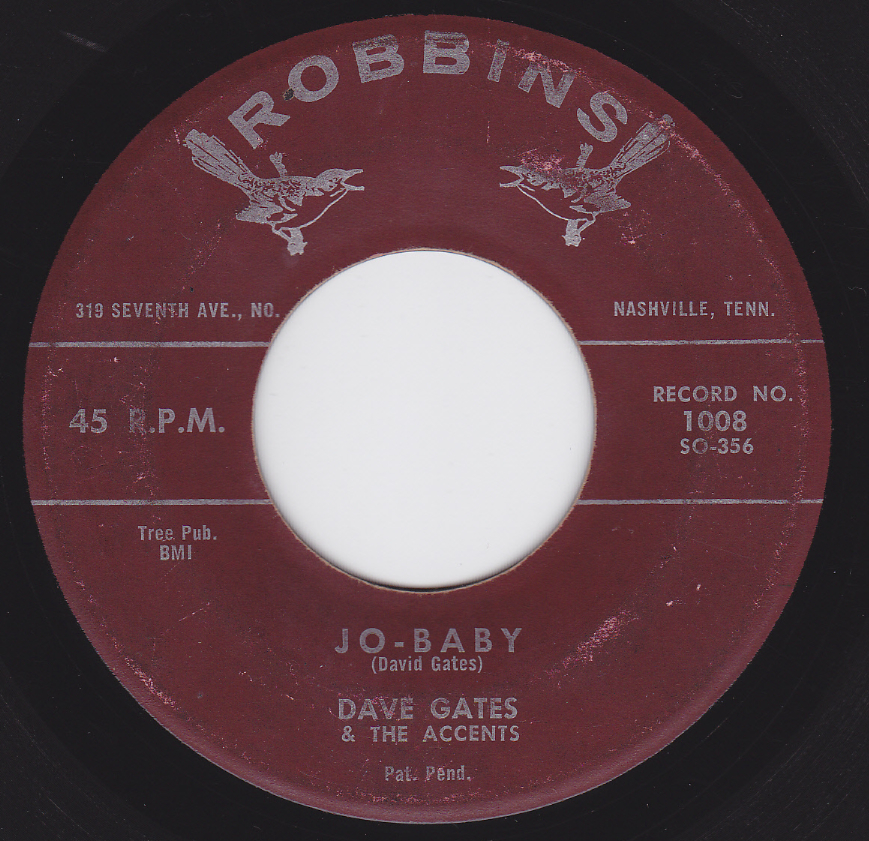 ROBBINS
319 SEVENTH AVE., NO.
NASHVILLE, TENN.
45 R.P.M.
RECORD NO.
1008
SO-356
Tree Pub.
BMI
JO-BABY
(David Gates)
DAVE GATES
& THE ACCENTS
Pat. Pend.